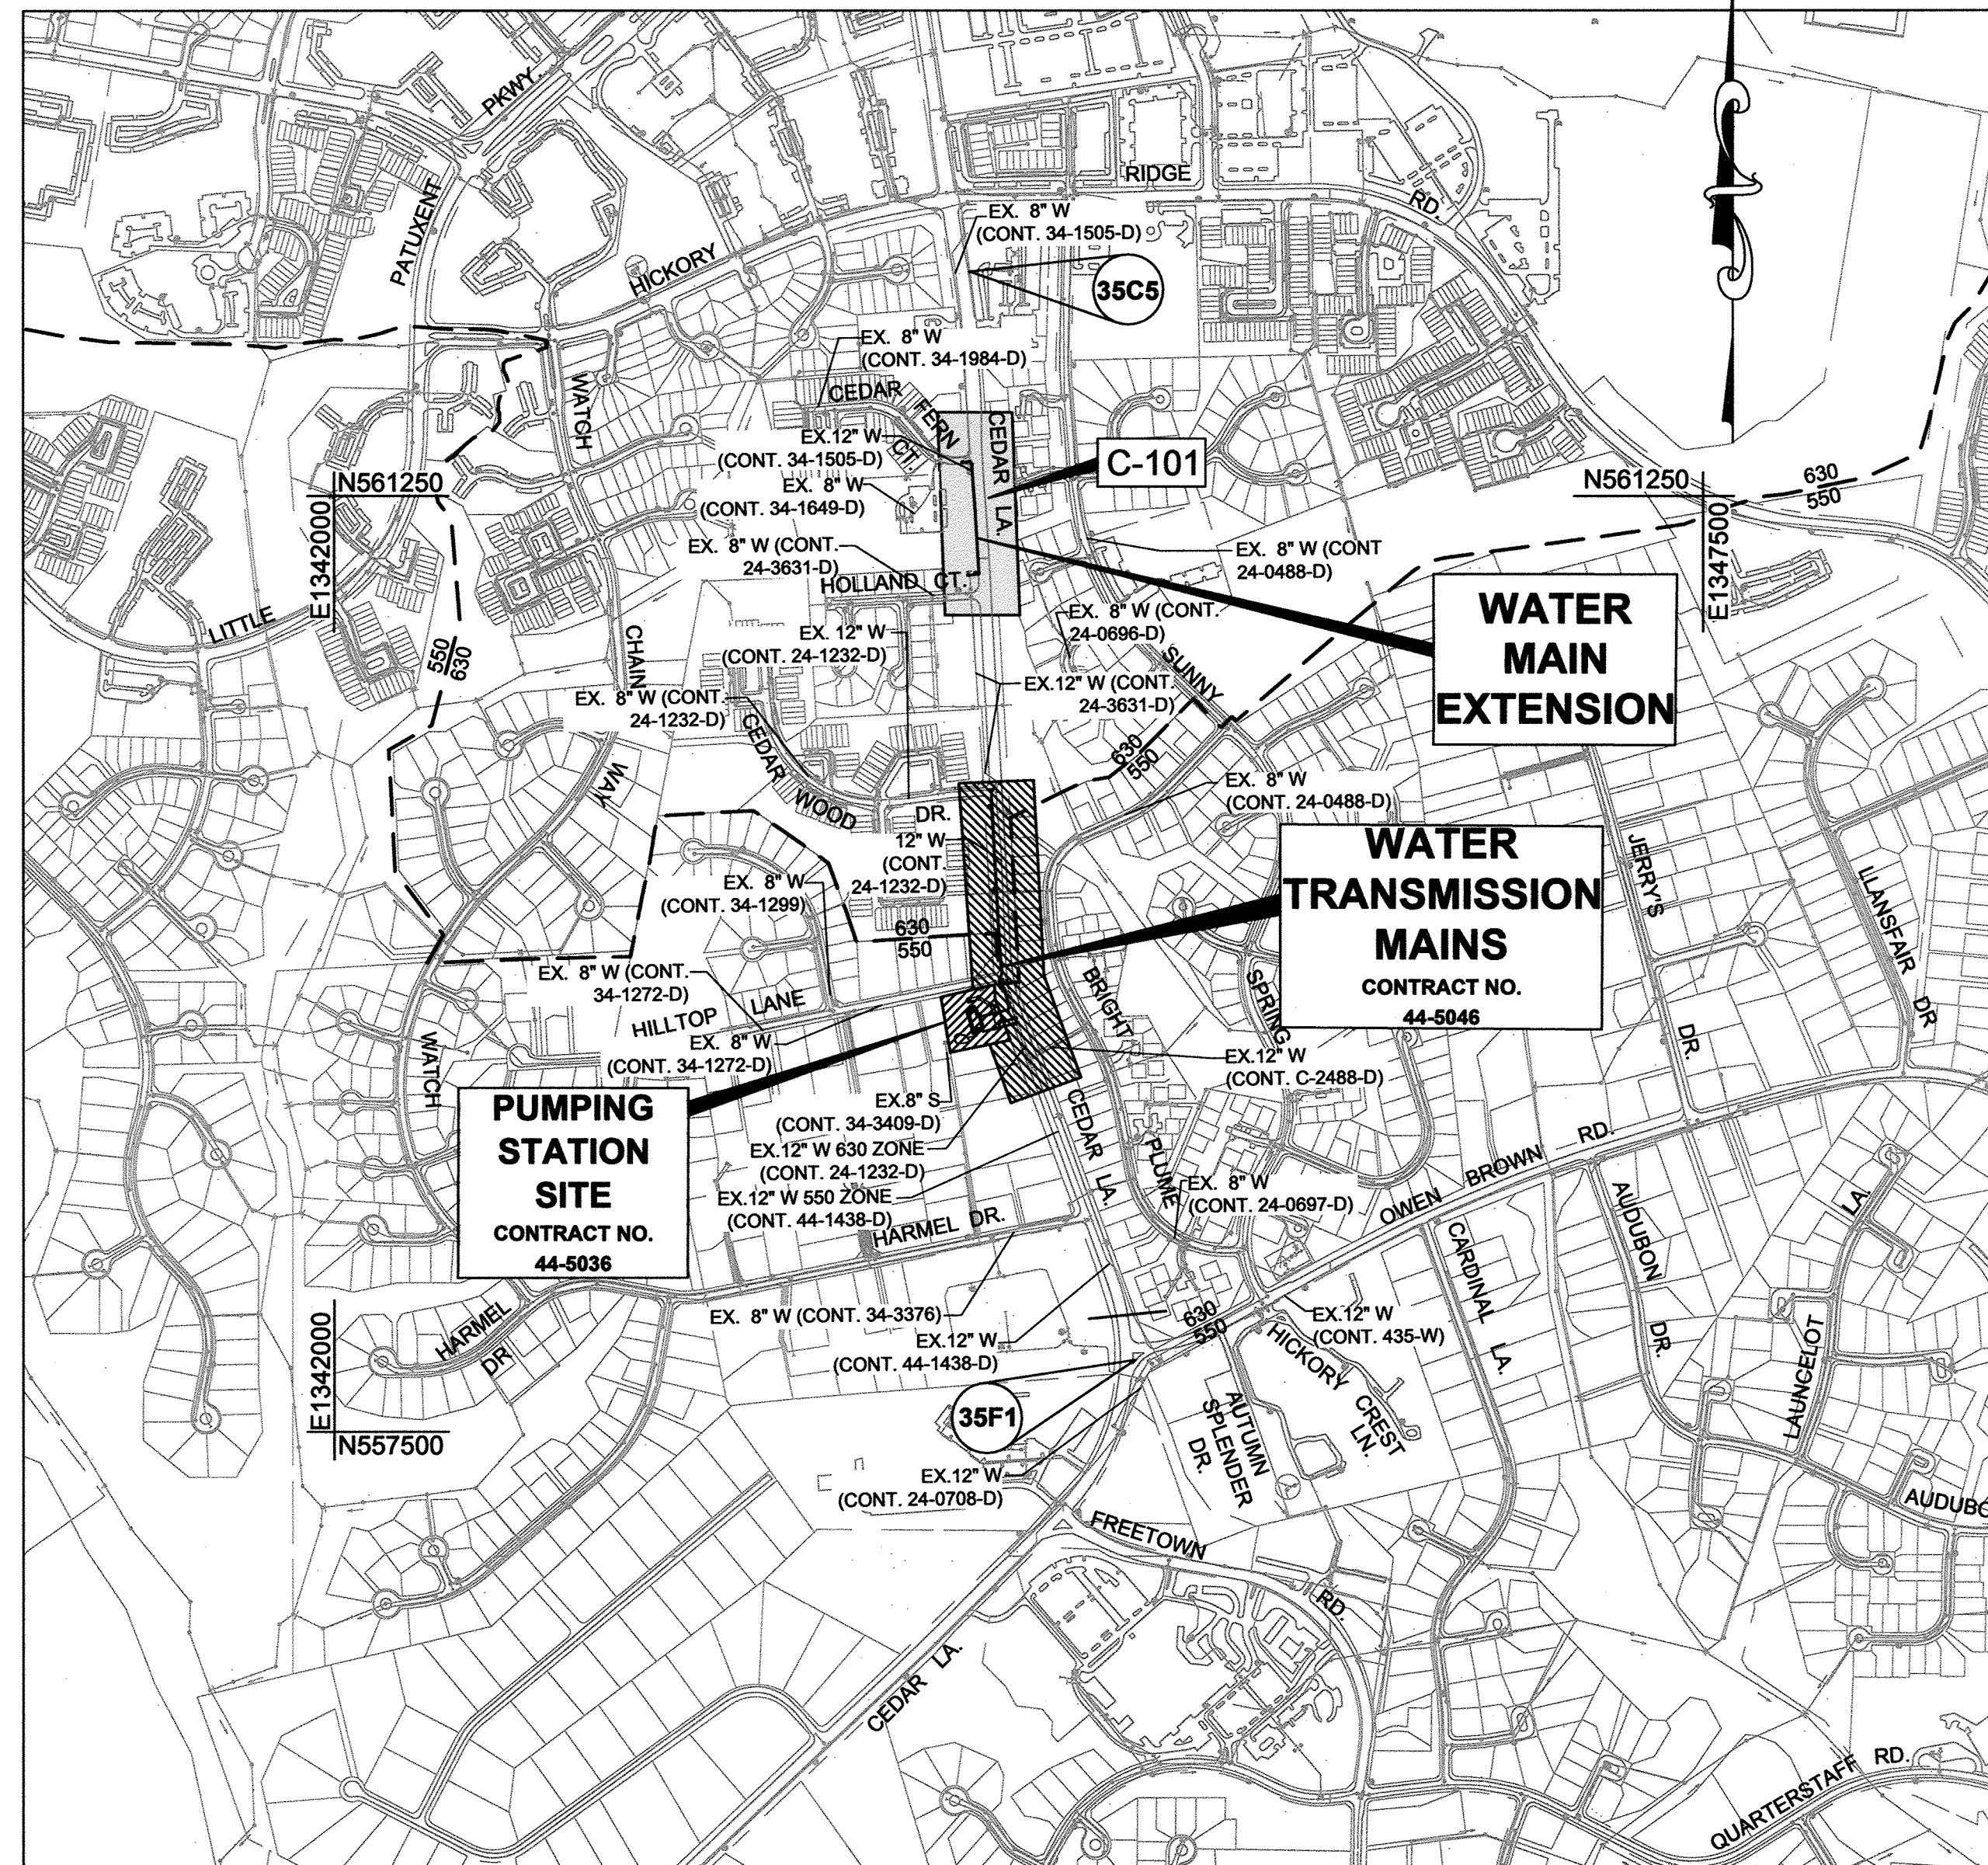 PKWY.
PATUXENT
RIDGE
RD.
HICKORY
EX. 8" W
(CONT. 34-1505-D)
35C5
EX. 8" W
(CONT. 34-1984-D)
CEDAR
FERN
CT.
CEDAR LA.
WATCH
EX.12" W
(CONT. 34-1505-D)
C-101
EX. 8" W
(CONT. 34-1649-D)
N561250
E1342000
N561250
E1347500
630
550
EX. 8" W (CONT.
24-3631-D)
HOLLAND CT.
EX. 8" W (CONT
24-0488-D)
WATER
MAIN
EXTENSION
LITTLE
550
630
CHAIN
EX. 12" W
(CONT. 24-1232-D)
EX. 8" W (CONT.
24-0696-D)
SUNNY
EX. 8" W (CONT.
24-1232-D)
EX.12" W (CONT.
24-3631-D)
CEDAR
WOOD
DR.
WAY
630
550
EX. 8" W
(CONT. 24-0488-D)
12" W
(CONT.
24-1232-D)
WATER
TRANSMISSION
MAINS
CONTRACT NO.
44-5046
JERRY'S
DR.
LLANSFAIR
DR
EX. 8" W
(CONT. 34-1299)
630
550
EX. 8" W (CONT.
34-1272-D)
HILLTOP LANE
EX. 8" W
(CONT. 34-1272-D)
BRIGHT
SPRING
WATCH
PUMPING
STATION
SITE
CONTRACT NO.
44-5036
EX.12" W
(CONT. C-2488-D)
EX.8" S
(CONT. 34-3409-D)
EX.12" W 630 ZONE
(CONT. 24-1232-D)
EX.12" W 550 ZONE
(CONT. 44-1438-D)
CEDAR LA.
PLUME
EX. 8" W
(CONT. 24-0697-D)
OWEN BROWN RD.
HARMEL DR.
CARDINAL LA.
AUDUBON DR.
LA.
LAUNCELOT
HARMEL
DR
EX. 8" W (CONT. 34-3376)
630
550
EX.12" W
(CONT. 435-W)
EX.12" W
(CONT. 44-1438-D)
HICKORY
CREST
LN.
E1342000
N557500
35F1
AUTUMN
SPLENDER
DR.
EX.12" W
(CONT. 24-0708-D)
AUDUBO
FREETOWN
RD.
CEDAR LA.
QUARTERSTAFF RD.